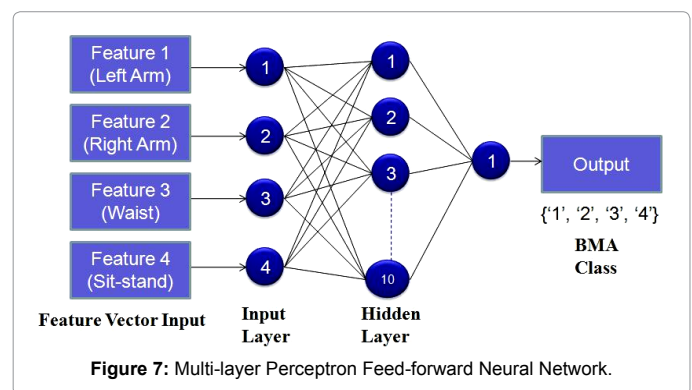 Feature 1
(Left Arm)
Feature 2
(Right Arm)
Feature 3
(Waist)
Feature 4
(Sit-stand)
Feature Vector Input
1
2
3
4
Input
Layer
1
2
3
10
Hidden
Layer
1
Output
{‘1’, ‘2’, ‘3’, ‘4’}
BMA
Class
Figure 7: Multi-layer Perceptron Feed-forward Neural Network.